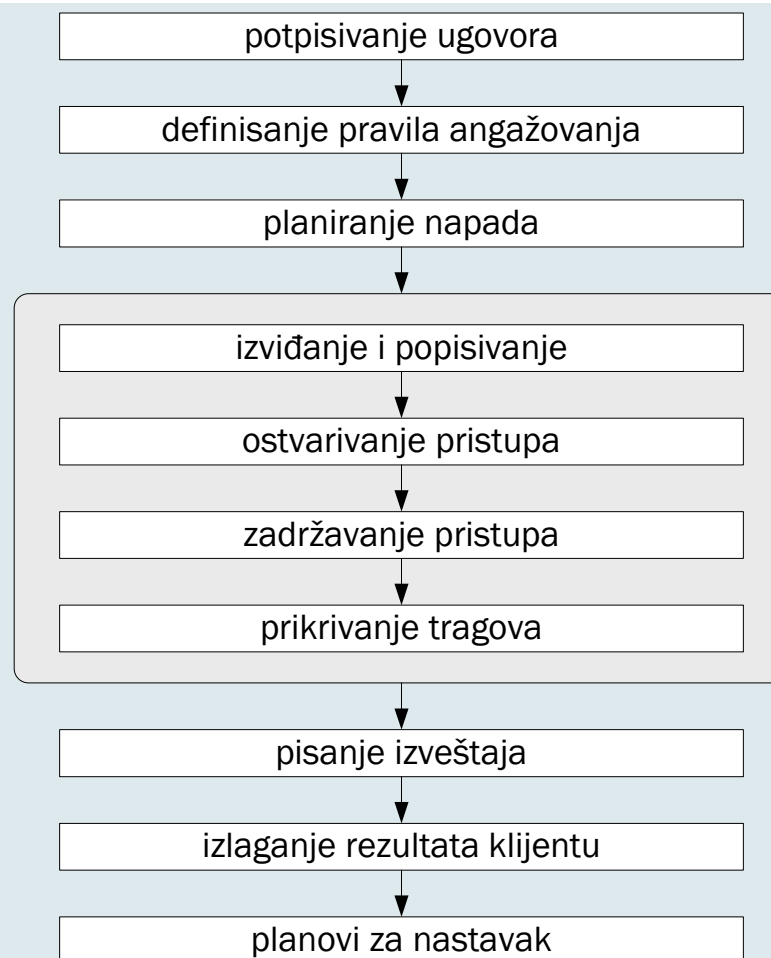 potpisivanje ugovora
definisanje pravila angažovanja
planiranje napada
izviđanje i popisivanje
ostvarivanje pristupa
zadržavanje pristupa
prikrivanje tragova
pisanje izveštaja
izlaganje rezultata klijentu
planovi za nastavak